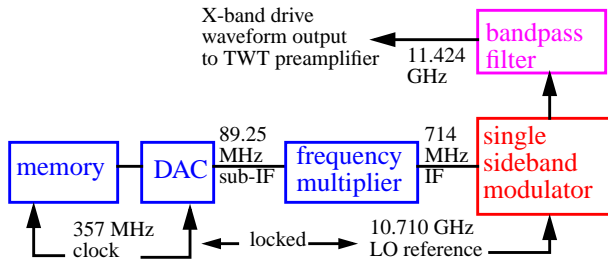 X-band drive
waveform output
to TWT preamplifier
11.424
GHz
bandpass
filter
memory
DAC
89.25
MHz
sub-IF
frequency
multiplier
714
MHz
IF
single
sideband
modulator
357 MHz
clock
locked
10.710 GHz
LO reference